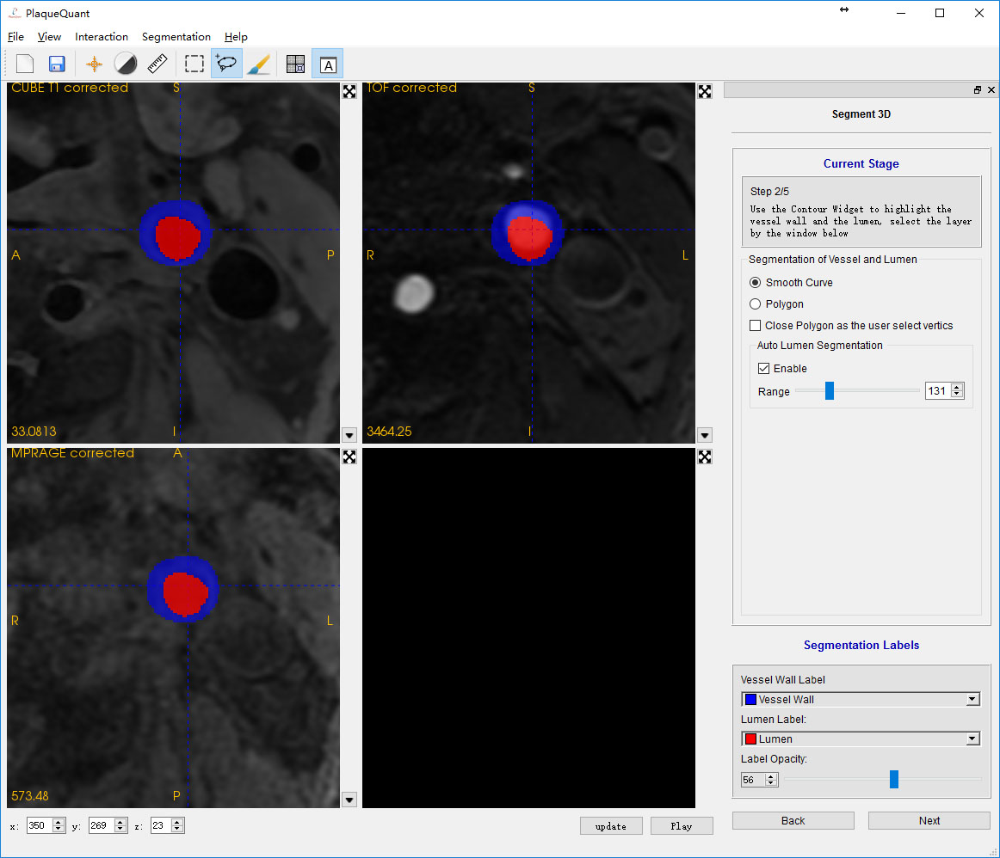 PlaqueQuant
File View Interaction Segmentation Help
A
CUBE T1 corrected
S
A
P
33.0813
I
TOF corrected
S
R
L
3464.25
I
MPRAGE corrected
A
R
L
573.48
P
x: 350 y: 269 z: 23
update Play
Segment 3D
Current Stage
Step 2/5
Use the Contour Widget to highlight the
vessel wall and the lumen, select the layer
by the window below
Segmentation of Vessel and Lumen
Smooth Curve
Polygon
Close Polygon as the user select vertics
Auto Lumen Segmentation
Enable
Range 131
Segmentation Labels
Vessel Wall Label
Vessel Wall
Lumen Label:
Lumen
Label Opacity:
56
Back Next